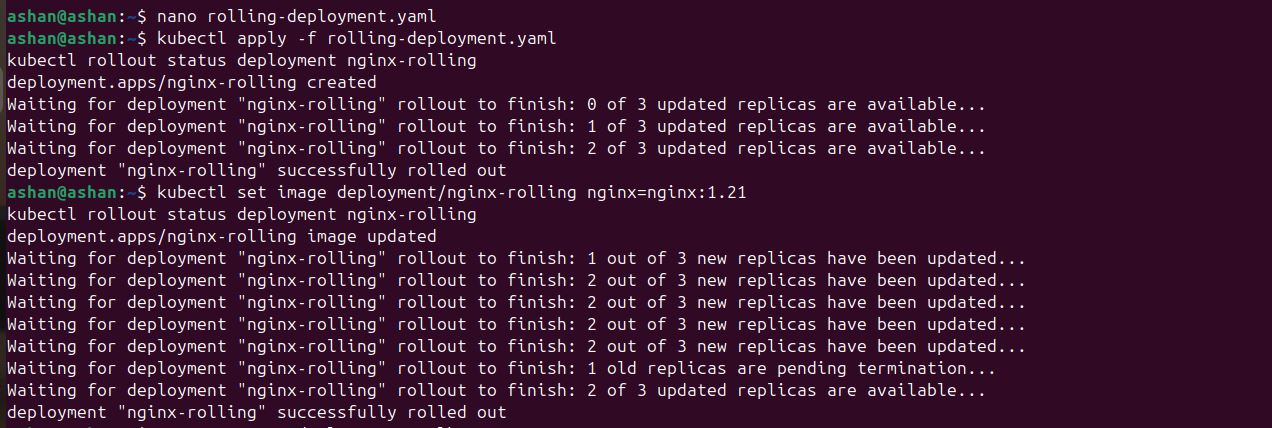 ashan@ashan:~$ nano rolling-deployment.yaml
ashan@ashan:~$ kubectl apply -f rolling-deployment.yaml
kubectl rollout status deployment nginx-rolling
deployment.apps/nginx-rolling created
Waiting for deployment "nginx-rolling" rollout to finish: 0 of 3 updated replicas are available...
Waiting for deployment "nginx-rolling" rollout to finish: 1 of 3 updated replicas are available...
Waiting for deployment "nginx-rolling" rollout to finish: 2 of 3 updated replicas are available...
deployment "nginx-rolling" successfully rolled out
ashan@ashan:~$ kubectl set image deployment/nginx-rolling nginx=nginx:1.21
kubectl rollout status deployment nginx-rolling
deployment.apps/nginx-rolling image updated
Waiting for deployment "nginx-rolling" rollout to finish: 1 out of 3 new replicas have been updated...
Waiting for deployment "nginx-rolling" rollout to finish: 2 out of 3 new replicas have been updated...
Waiting for deployment "nginx-rolling" rollout to finish: 2 out of 3 new replicas have been updated...
Waiting for deployment "nginx-rolling" rollout to finish: 2 out of 3 new replicas have been updated...
Waiting for deployment "nginx-rolling" rollout to finish: 2 out of 3 new replicas have been updated...
Waiting for deployment "nginx-rolling" rollout to finish: 1 old replicas are pending termination...
Waiting for deployment "nginx-rolling" rollout to finish: 2 of 3 updated replicas are available...
deployment "nginx-rolling" successfully rolled out